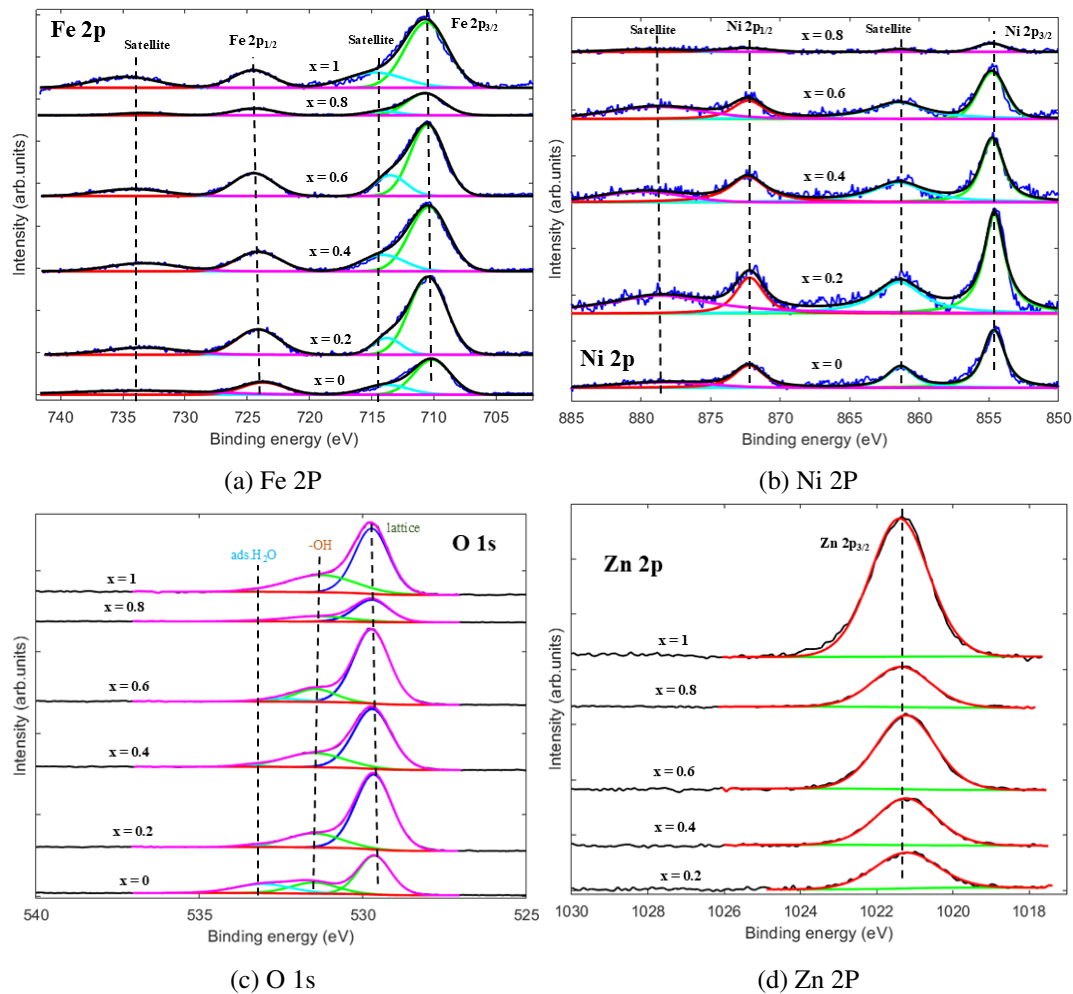 Fe 2p
Satellite
Fe 2p1/2
Satellite
Fe 2p3/2
x = 1
x = 0.8
x = 0.6
x = 0.4
x = 0.2
x = 0
Intensity (arb.units)
740 735 730 725 720 715 710 705
Binding energy (eV)
(a) Fe 2P
Satellite
Ni 2p1/2
Satellite
Ni 2p3/2
x = 0.8
x = 0.6
x = 0.4
x = 0.2
x = 0
Ni 2p
Intensity (arb.units)
885 880 875 870 865 860 855 850
Binding energy (eV)
(b) Ni 2P
O 1s
ads.H2O
-OH
lattice
x = 1
x = 0.8
x = 0.6
x = 0.4
x = 0.2
x = 0
Intensity (arb.units)
540 535 530 525
Binding energy (eV)
(c) O 1s
Zn 2p
Zn 2p3/2
x = 1
x = 0.8
x = 0.6
x = 0.4
x = 0.2
Intensity (arb.units)
1030 1028 1026 1024 1022 1020 1018
Binding energy (eV)
(d) Zn 2P